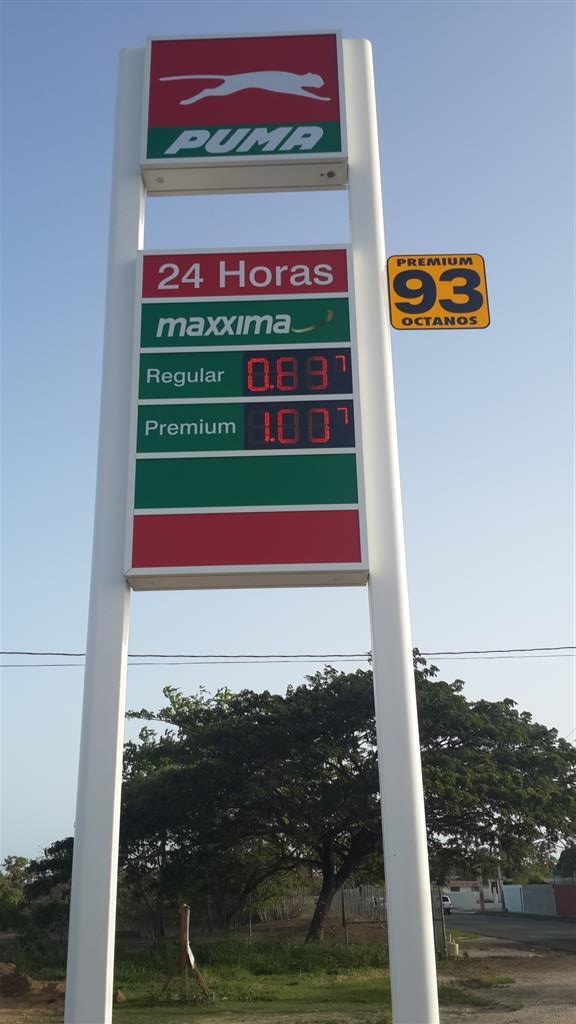 PUMA
24 Horas
PREMIUM
93
OCTANOS
maxxima
Regular 0.83 7
Premium 1.00 7